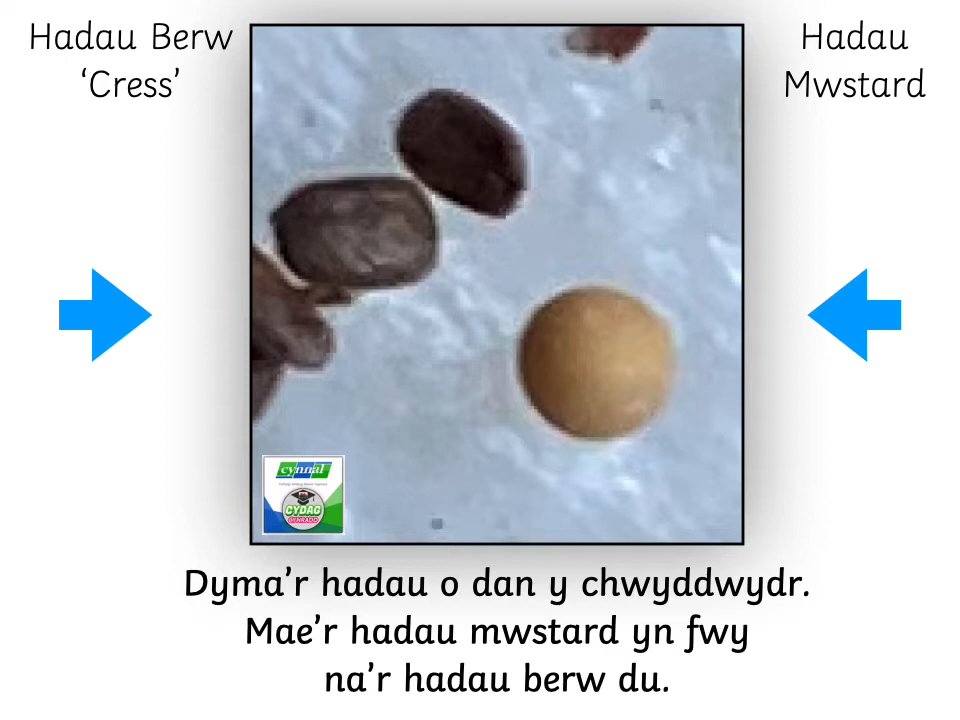 Hadau Berw
‘Cress’
Hadau
Mwstard
cynnal
CYDAG
CYNRADD
Dyma’r hadau o dan y chwyddwydr.
Mae’r hadau mwstard yn fwy
na’r hadau berw du.